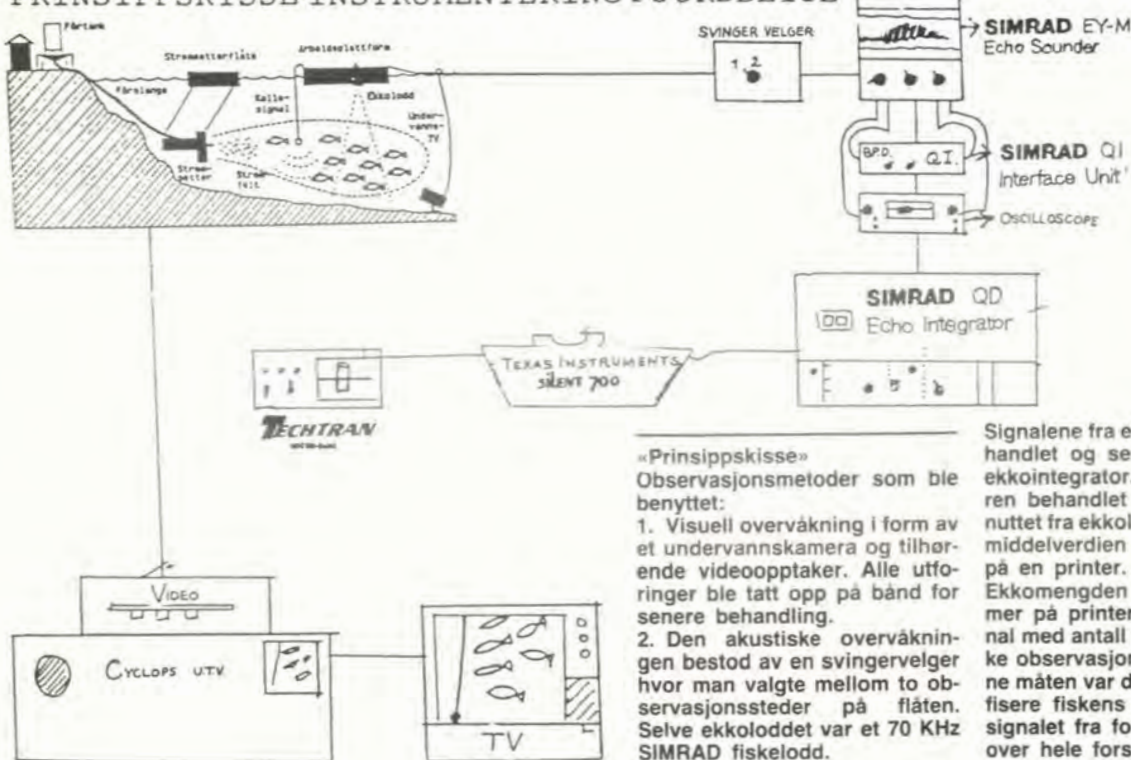 PRINSIPPSKISSE INSTRUMENTERING
Fôrtank
Strømsetterflåte
Arbeidsplattform
Fôrslange
Kalle-
signal
Ekkolodd
Under-
vanns-
TV
Strøm-
setter
Strøm
felt
SVINGER VELGER
1 2
SIMRAD EY-M
Echo Sounder
B.P.D. Q.I.
SIMRAD QI
Interface Unit'
OSCILLOSCOPE
SIMRAD QD
Echo Integrator
TEXAS INSTRUMENTS
SILENT 700
TECHTRAN
VIDEO
CYCLOPS UTV
TV
«Prinsippskisse»
Observasjonsmetoder som ble
benyttet:
1. Visuell overvåkning i form av
et undervannskamera og tilhør-
ende videoopptaker. Alle utfo-
ringer ble tatt opp på bånd for
senere behandling.
2. Den akustiske overvåknin-
gen bestod av en svingervelger
hvor man valgte mellom to ob-
servasjonssteder på flåten.
Selve ekkoloddet var et 70 KHz
SIMRAD fiskelodd.
Signalene fra e
handlet og se
ekkointegrator.
ren behandlet
nuttet fra ekkol
middelverdien
på en printer.
Ekkomengden
mer på printer
nal med antall
ke observasjon
ne måten var d
fisere fiskens
signalet fra fo
over hele fors